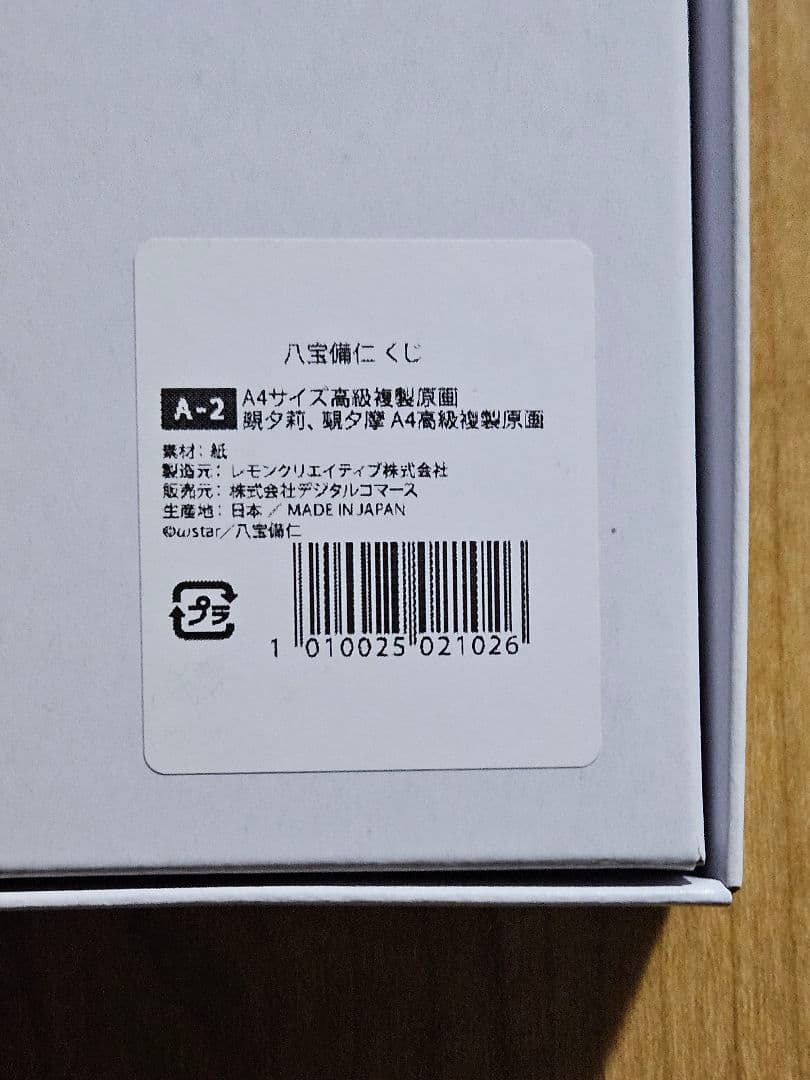 八宝備仁 くじ
A-2
A4サイズ高級複製原画
覡夕莉、覡夕摩 A4高級複製原画
素材：紙
製造元：レモンクリエイティブ株式会社
販売元：株式会社デジタルコマース
生産地：日本 / MADE IN JAPAN
©ωstar/八宝備仁
プラ
1 010025 021026